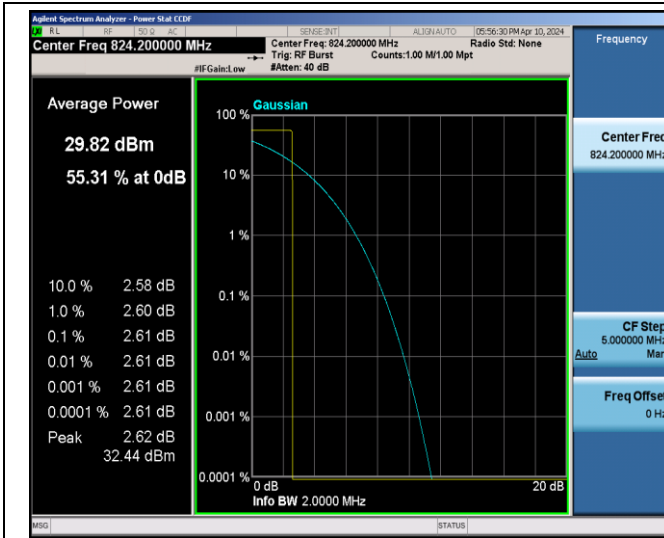 Agilent Spectrum Analyzer - Power Stat CCDF
RL RF 50 Ω AC SENSE:INT ALIGNAUTO 05:56:30 PM Apr 10, 2024
Center Freq 824.200000 MHz
Center Freq: 824.200000 MHz Radio Std: None
Trig: RF Burst Counts:1.00 M/1.00 Mpt
#IFGain:Low #Atten: 40 dB
Frequency
Average Power
29.82 dBm
55.31 % at 0dB
10.0 % 2.58 dB
1.0 % 2.60 dB
0.1 % 2.61 dB
0.01 % 2.61 dB
0.001 % 2.61 dB
0.0001 % 2.61 dB
Peak 2.62 dB
32.44 dBm
Gaussian
100 %
10 %
1 %
0.1 %
0.01 %
0.001 %
0.0001 %
0 dB 20 dB
Info BW 2.0000 MHz
Center Freq
824.200000 MHz
CF Step
5.000000 MHz
Auto Man
Freq Offset
0 Hz
MSG STATUS